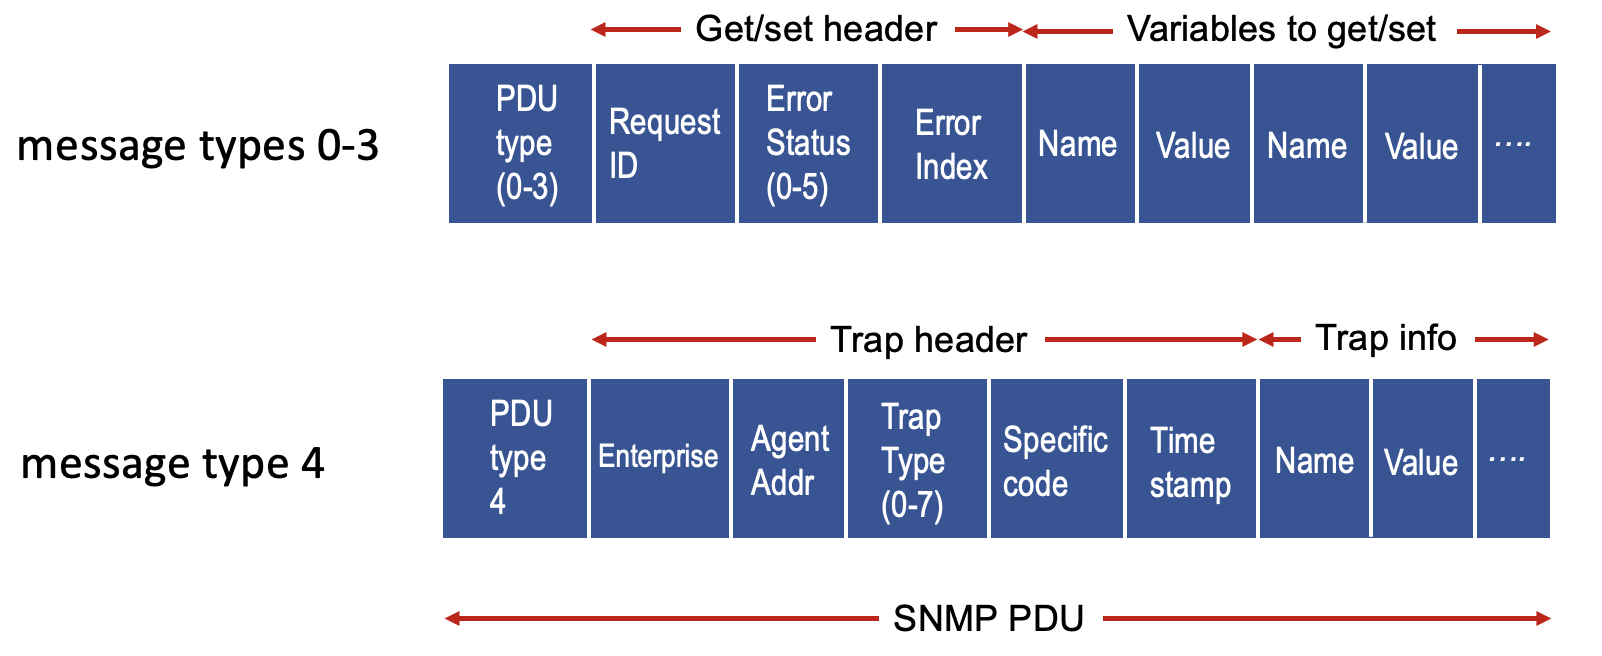 Get/set header
Variables to get/set
message types 0-3
PDU
type
(0-3)
Request
ID
Error
Status
(0-5)
Error
Index
Name
Value
Name
Value
....
Trap header
Trap info
message type 4
PDU
type
4
Enterprise
Agent
Addr
Trap
Type
(0-7)
Specific
code
Time
stamp
Name
Value
....
SNMP PDU